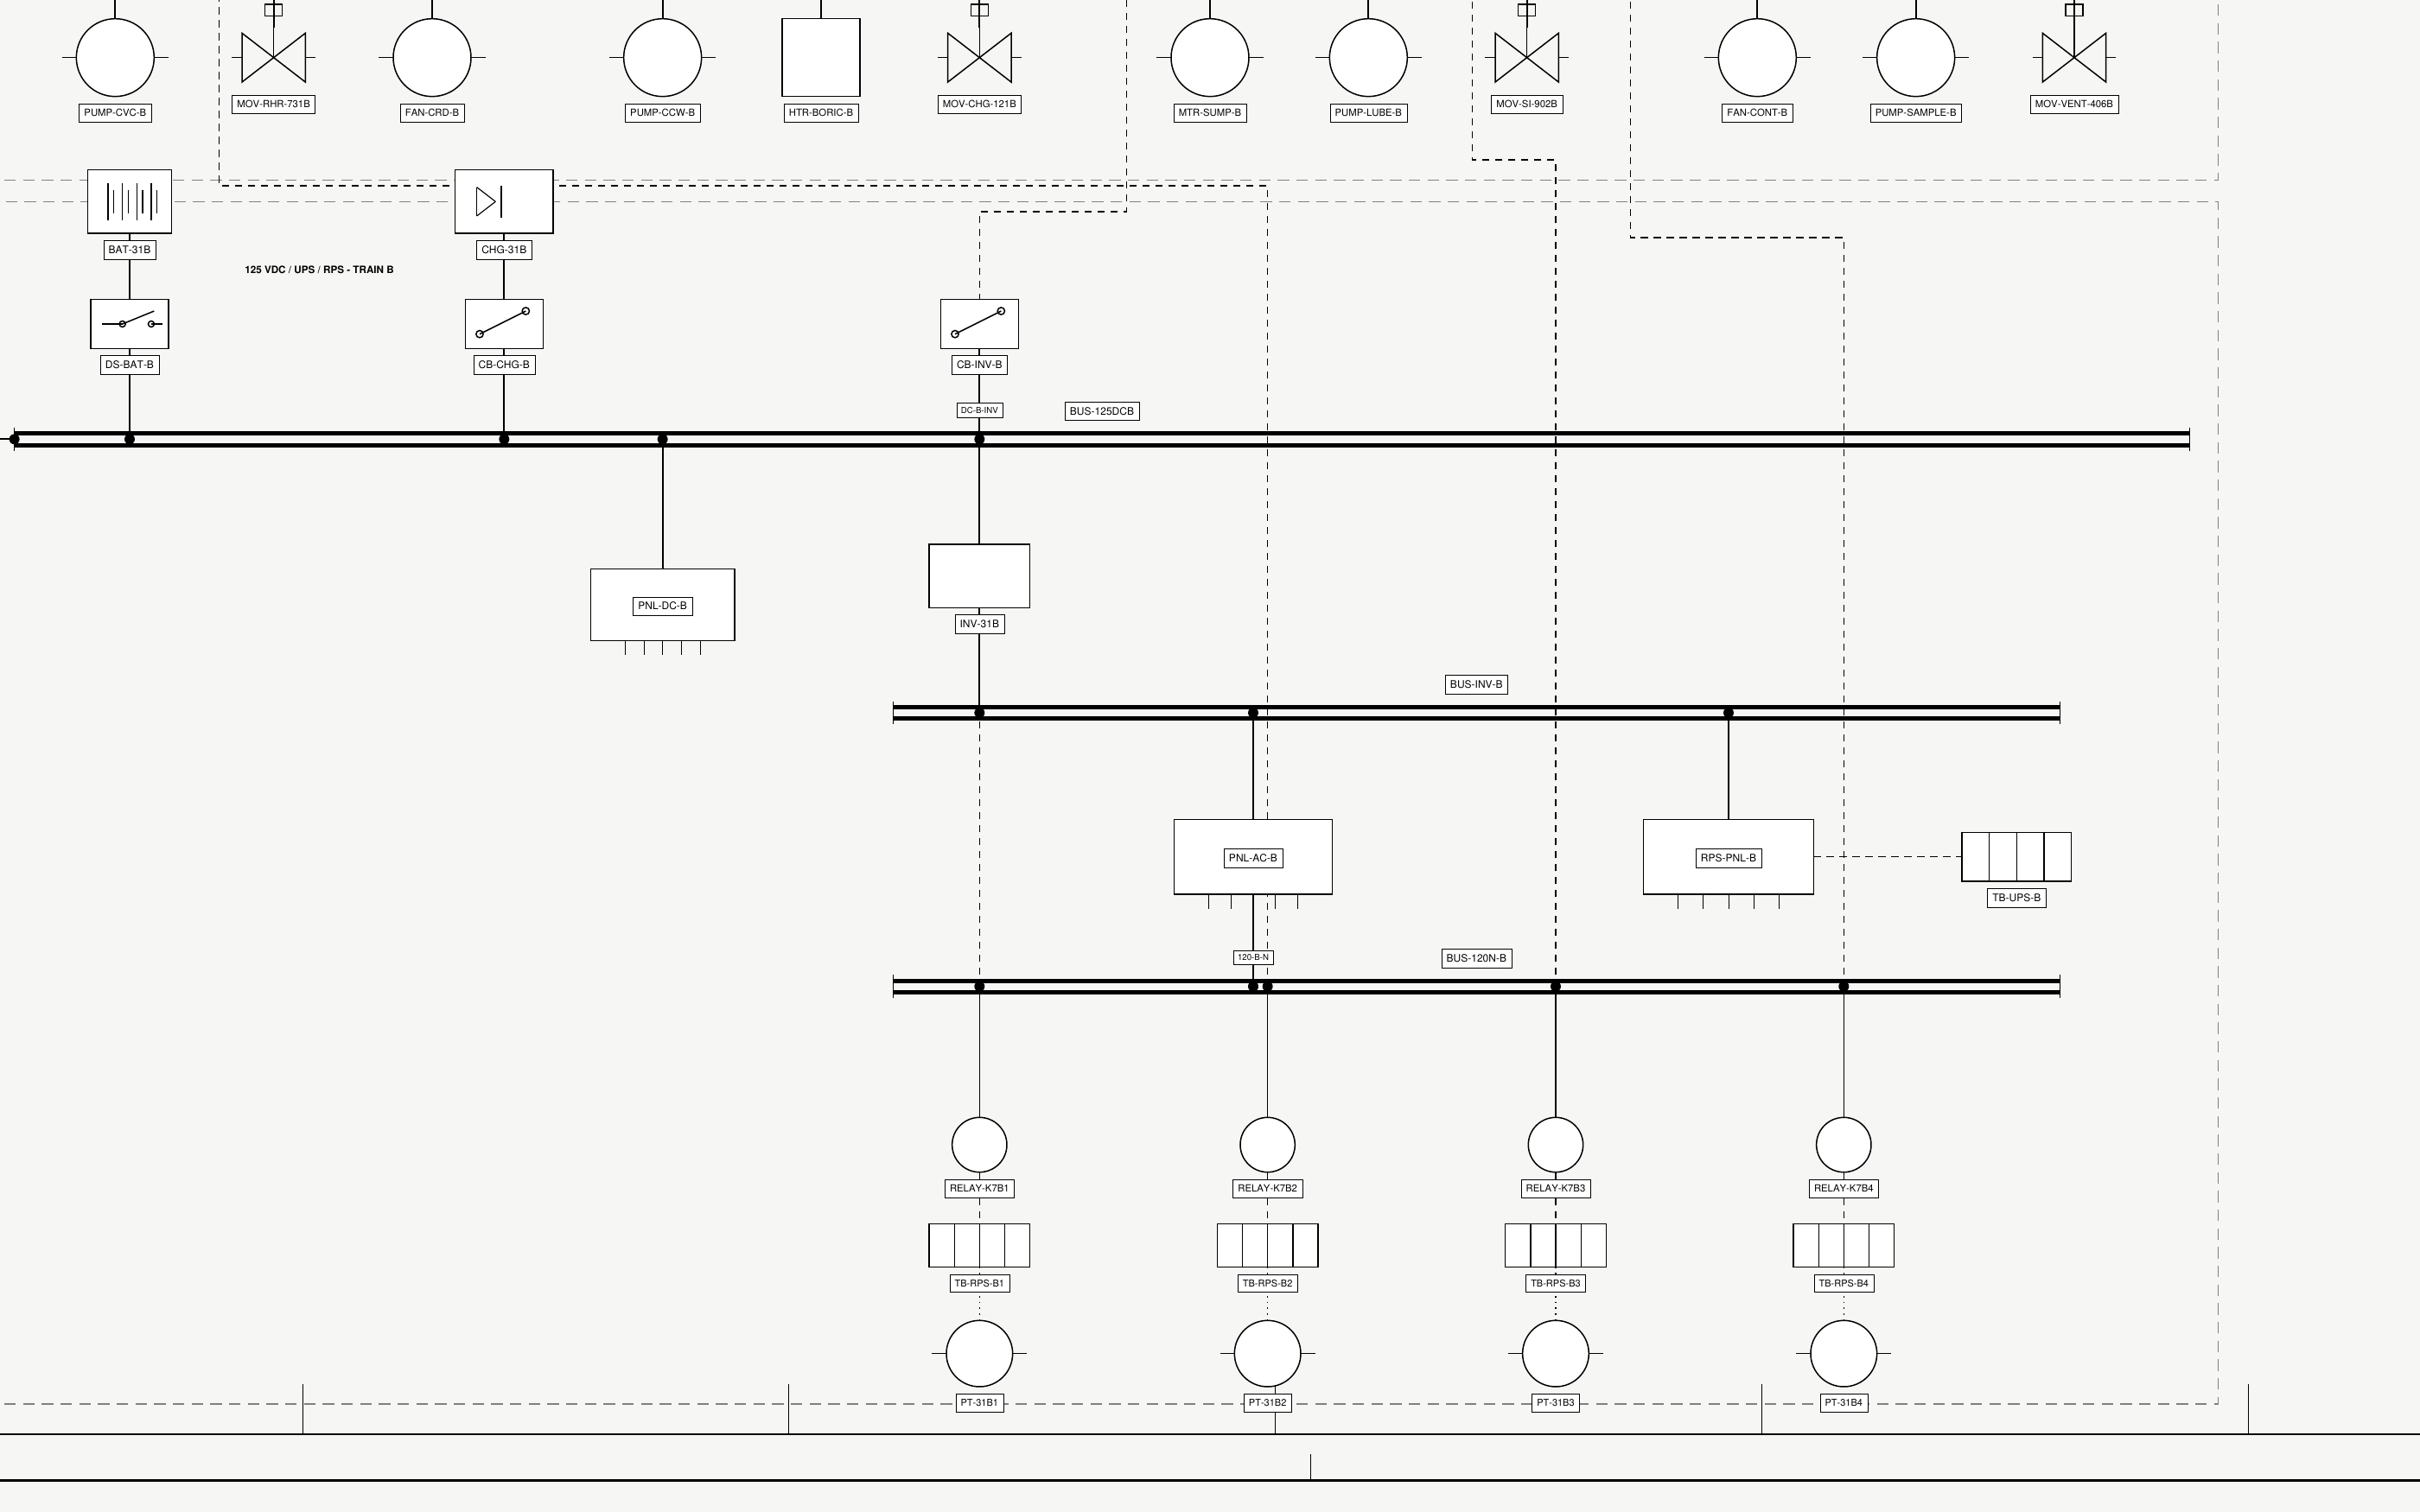 PUMP-CVC-B
MOV-RHR-731B
FAN-CRD-B
PUMP-CCW-B
HTR-BORIC-B
MOV-CHG-121B
MTR-SUMP-B
PUMP-LUBE-B
MOV-SI-902B
FAN-CONT-B
PUMP-SAMPLE-B
MOV-VENT-406B
BAT-31B
CHG-31B
125 VDC / UPS / RPS - TRAIN B
DS-BAT-B
CB-CHG-B
CB-INV-B
DC-B-INV
BUS-125DCB
PNL-DC-B
INV-31B
BUS-INV-B
PNL-AC-B
RPS-PNL-B
TB-UPS-B
120-B-N
BUS-120N-B
RELAY-K7B1
RELAY-K7B2
RELAY-K7B3
RELAY-K7B4
TB-RPS-B1
TB-RPS-B2
TB-RPS-B3
TB-RPS-B4
PT-31B1
PT-31B2
PT-31B3
PT-31B4